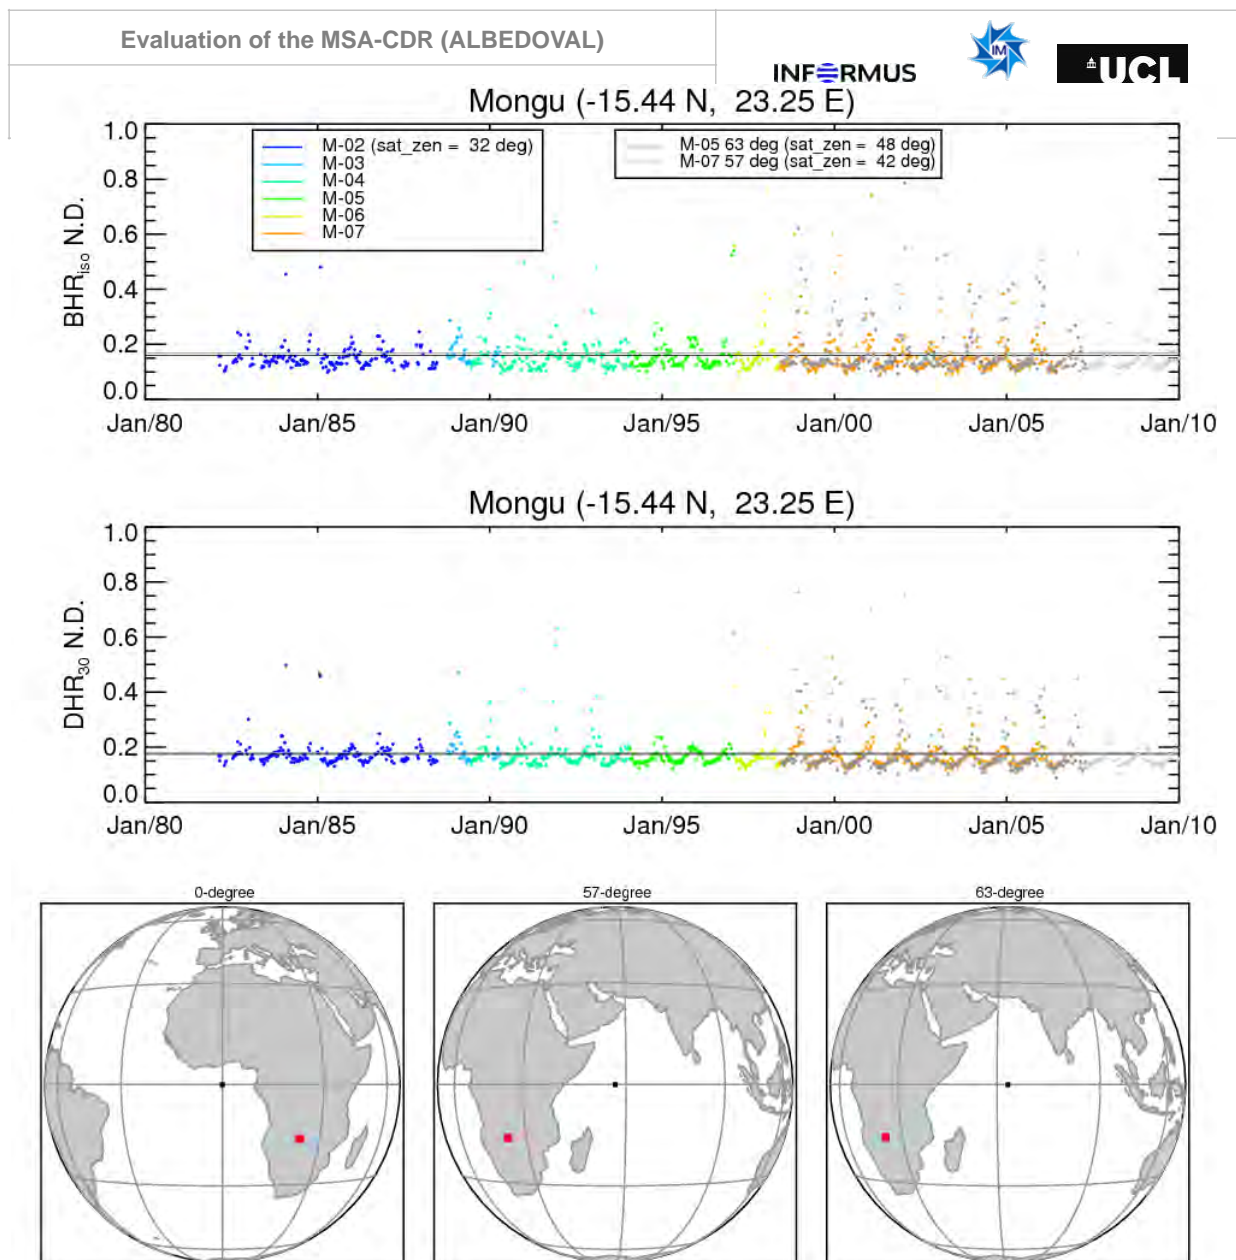 Evaluation of the MSA-CDR (ALBEDOVAL)
INFORMUS
IM
UCL
Mongu (-15.44 N, 23.25 E)
1.0
0.8
0.6
0.4
0.2
0.0
BHRiso N.D.
M-02 (sat_zen = 32 deg)
M-03
M-04
M-05
M-06
M-07
M-05 63 deg (sat_zen = 48 deg)
M-07 57 deg (sat_zen = 42 deg)
Jan/80 Jan/85 Jan/90 Jan/95 Jan/00 Jan/05 Jan/10
Mongu (-15.44 N, 23.25 E)
1.0
0.8
0.6
0.4
0.2
0.0
DHR30 N.D.
Jan/80 Jan/85 Jan/90 Jan/95 Jan/00 Jan/05 Jan/10
0-degree 57-degree 63-degree